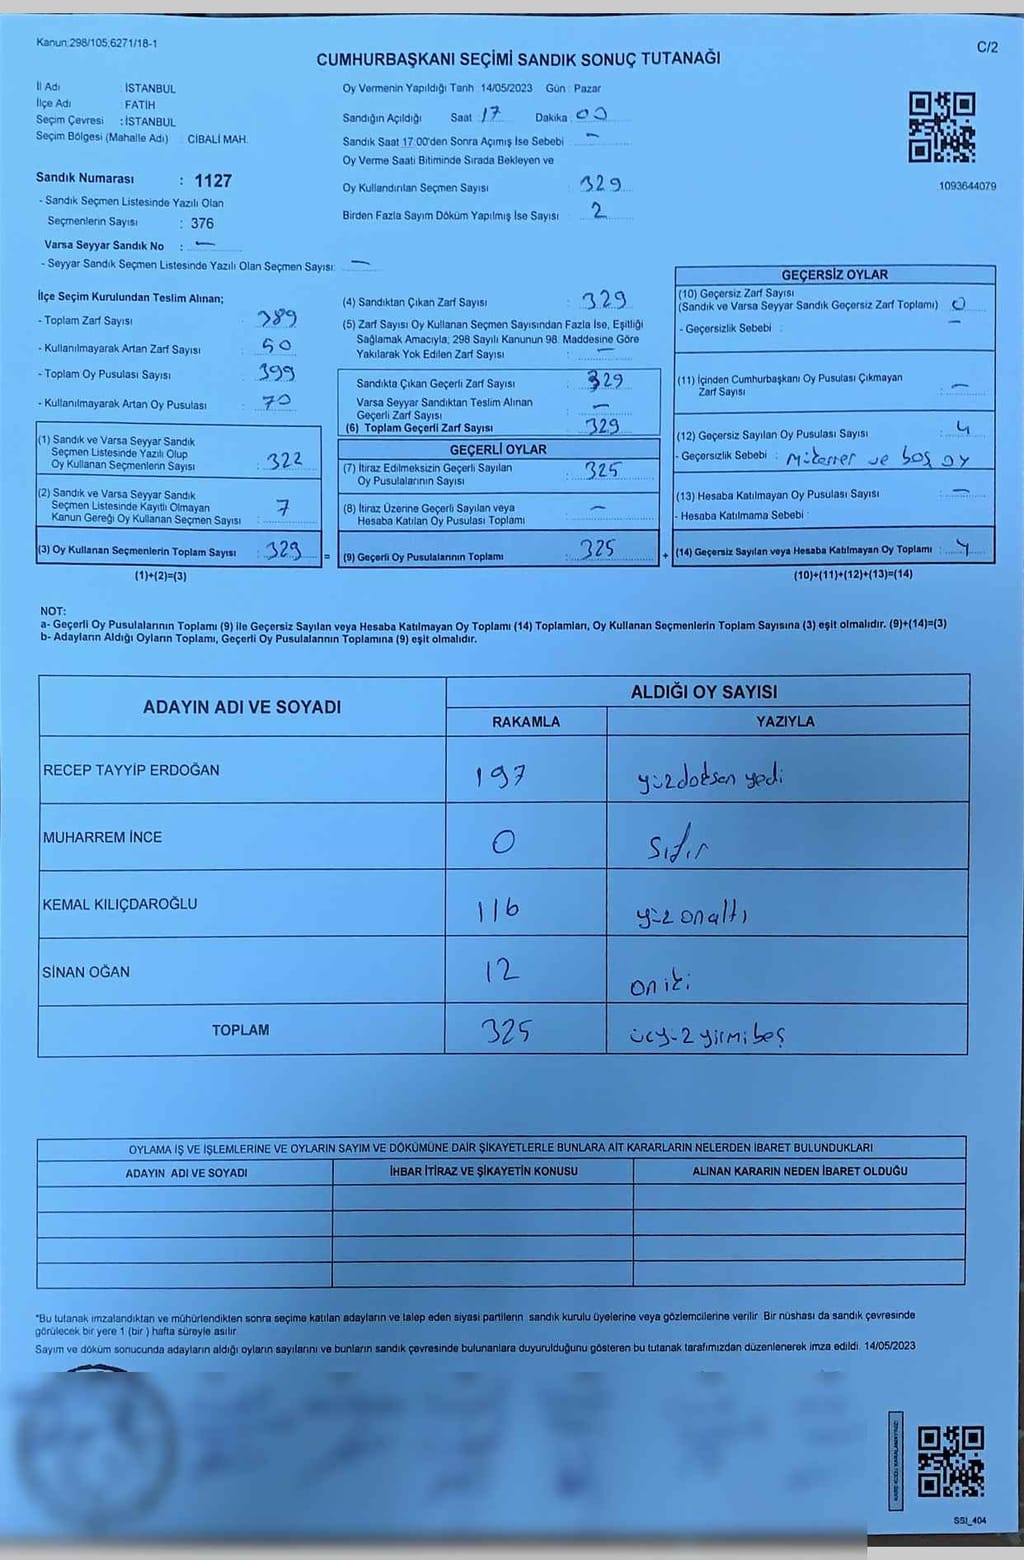 Kanun:298/105;6271/18-1
C/2
CUMHURBAŞKANI SEÇİMİ SANDIK SONUÇ TUTANAĞI
İl Adı : İSTANBUL
İlçe Adı : FATİH
Seçim Çevresi : İSTANBUL
Seçim Bölgesi (Mahalle Adı) : CİBALİ MAH.
Sandık Numarası : 1127
- Sandık Seçmen Listesinde Yazılı Olan
Seçmenlerin Sayısı : 376
Varsa Seyyar Sandık No : —
- Seyyar Sandık Seçmen Listesinde Yazılı Olan Seçmen Sayısı: —
Oy Vermenin Yapıldığı Tarih 14/05/2023 Gün : Pazar
Sandığın Açıldığı Saat : 17 Dakika : 00
Sandık Saat 17:00'den Sonra Açımış İse Sebebi : —
Oy Verme Saati Bitiminde Sırada Bekleyen ve
Oy Kullandırılan Seçmen Sayısı : 329
Birden Fazla Sayım Döküm Yapılmış İse Sayısı : 2
1093644079
İlçe Seçim Kurulundan Teslim Alınan;
- Toplam Zarf Sayısı : 389
- Kullanılmayarak Artan Zarf Sayısı : 50
- Toplam Oy Pusulası Sayısı : 399
- Kullanılmayarak Artan Oy Pusulası : 70
(1) Sandık ve Varsa Seyyar Sandık
Seçmen Listesinde Yazılı Olup
Oy Kullanan Seçmenlerin Sayısı : 322
(2) Sandık ve Varsa Seyyar Sandık
Seçmen Listesinde Kayıtlı Olmayan
Kanun Gereği Oy Kullanan Seçmen Sayısı : 7
(3) Oy Kullanan Seçmenlerin Toplam Sayısı : 329 =
(1)+(2)=(3)
(4) Sandıktan Çıkan Zarf Sayısı : 329
(5) Zarf Sayısı Oy Kullanan Seçmen Sayısından Fazla İse, Eşitliği
Sağlamak Amacıyla, 298 Sayılı Kanunun 98. Maddesine Göre
Yakılarak Yok Edilen Zarf Sayısı : —
Sandıkta Çıkan Geçerli Zarf Sayısı : 329
Varsa Seyyar Sandıktan Teslim Alınan
Geçerli Zarf Sayısı : —
(6) Toplam Geçerli Zarf Sayısı : 329
GEÇERLİ OYLAR
(7) İtiraz Edilmeksizin Geçerli Sayılan
Oy Pusulalarının Sayısı : 325
(8) İtiraz Üzerine Geçerli Sayılan veya
Hesaba Katılan Oy Pusulası Toplamı : —
(9) Geçerli Oy Pusulalarının Toplamı : 325 +
GEÇERSİZ OYLAR
(10) Geçersiz Zarf Sayısı
(Sandık ve Varsa Seyyar Sandık Geçersiz Zarf Toplamı) : 0
- Geçersizlik Sebebi : —
(11) İçinden Cumhurbaşkanı Oy Pusulası Çıkmayan
Zarf Sayısı : —
(12) Geçersiz Sayılan Oy Pusulası Sayısı : 4
- Geçersizlik Sebebi : ve boş oy
(13) Hesaba Katılmayan Oy Pusulası Sayısı : —
- Hesaba Katılmama Sebebi :
(14) Geçersiz Sayılan veya Hesaba Katılmayan Oy Toplamı : 4
(10)+(11)+(12)+(13)=(14)
NOT:
a- Geçerli Oy Pusulalarının Toplamı (9) ile Geçersiz Sayılan veya Hesaba Katılmayan Oy Toplamı (14) Toplamları, Oy Kullanan Seçmenlerin Toplam Sayısına (3) eşit olmalıdır. (9)+(14)=(3)
b- Adayların Aldığı Oyların Toplamı, Geçerli Oy Pusulalarının Toplamına (9) eşit olmalıdır.
ADAYIN ADI VE SOYADI
ALDIĞI OY SAYISI
RAKAMLA YAZIYLA
RECEP TAYYİP ERDOĞAN 197 yüzdoksan yedi
MUHARREM İNCE 0 sıfır
KEMAL KILIÇDAROĞLU 116 yüz onaltı
SİNAN OĞAN 12 oniki
TOPLAM 325 üçyüz yirmi beş
OYLAMA İŞ VE İŞLEMLERİNE VE OYLARIN SAYIM VE DÖKÜMÜNE DAİR ŞİKAYETLERLE BUNLARA AİT KARARLARIN NELERDEN İBARET BULUNDUKLARI
ADAYIN ADI VE SOYADI İHBAR İTİRAZ VE ŞİKAYETİN KONUSU ALINAN KARARIN NEDEN İBARET OLDUĞU
*Bu tutanak imzalandıktan ve mühürlendikten sonra seçime katılan adayların ve talep eden siyasi partilerin sandık kurulu üyelerine veya gözlemcilerine verilir. Bir nüshası da sandık çevresinde
görülecek bir yere 1 (bir ) hafta süreyle asılır.
Sayım ve döküm sonucunda adayların aldığı oyların sayılarını ve bunların sandık çevresinde bulunanlara duyurulduğunu gösteren bu tutanak tarafımızdan düzenlenerek imza edildi. 14/05/2023
SSI_404